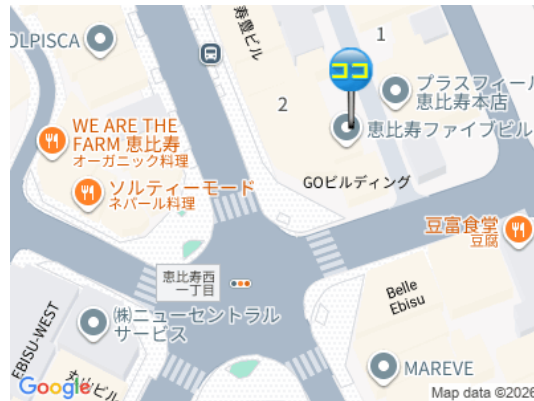 OLPISCA
寿豊ビル
1
ココ
プラスフィール
恵比寿本店
2
恵比寿ファイブビル
WE ARE THE
FARM 恵比寿
オーガニック料理
ソルティーモード
ネパール料理
GOビルディング
豆富食堂
豆腐
恵比寿西
一丁目
Belle
Ebisu
㈱ニューセントラル
サービス
EBISU-WEST
MAREVE
Google
Map data ©2026